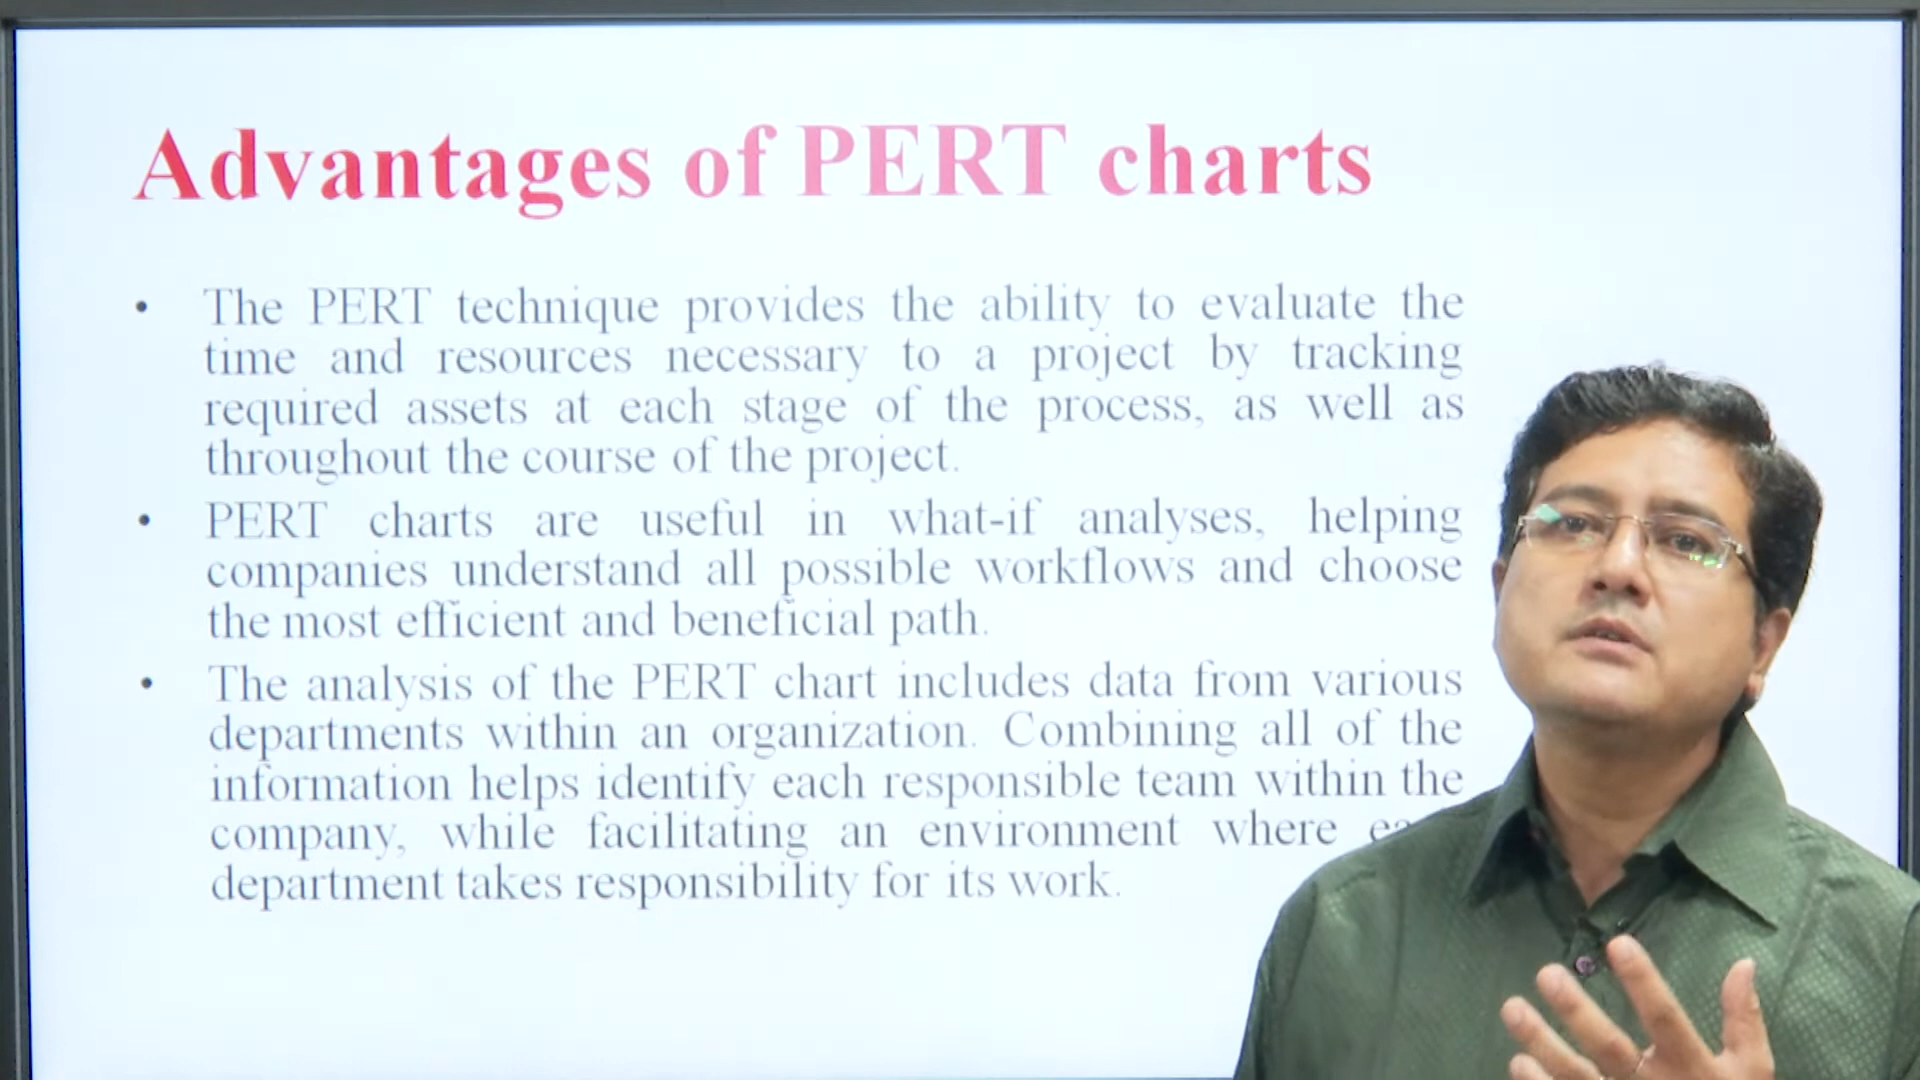 Advantages of PERT charts
• The PERT technique provides the ability to evaluate the
time and resources necessary to a project by tracking
required assets at each stage of the process, as well as
throughout the course of the project.
• PERT charts are useful in what-if analyses, helping
companies understand all possible workflows and choose
the most efficient and beneficial path.
• The analysis of the PERT chart includes data from various
departments within an organization. Combining all of the
information helps identify each responsible team within the
company, while facilitating an environment where
department takes responsibility for its work.